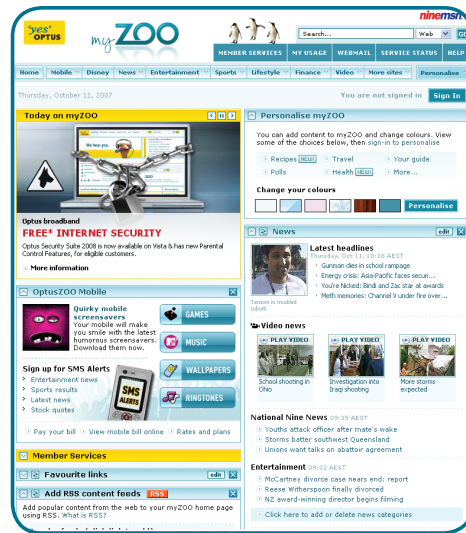 'yes' OPTUS
my ZOO
ninemsn
Search...
Web
GO
MEMBER SERVICES
MY USAGE
WEBMAIL
SERVICE STATUS
HELP
Home
Mobile
Disney
News
Entertainment
Sports
Lifestyle
Finance
Video
More sites
Personalise
Thursday, October 11, 2007
You are not signed in
Sign In
Today on myZOO
Optus broadband
FREE* INTERNET SECURITY
Optus Security Suite 2008 is now available on Vista & has new Parental
Control Features, for eligible customers.
More information
OptusZOO Mobile
Quirky mobile
screensavers
Your mobile will make
you smile with the latest
humorous screensavers.
Download them now.
Sign up for SMS Alerts
Entertainment news
Sports results
Latest news
Stock quotes
SMS
ALERTS
GAMES
MUSIC
WALLPAPERS
RINGTONES
Pay your bill
View mobile bill online
Rates and plans
Member Services
Favourite links
edit
Add RSS content feeds RSS
Add popular content from the web to your myZOO home page
using RSS. What is RSS?
Personalise myZOO
You can add content to myZOO and change colours. View
some of the choices below, then sign-in to personalise
Recipes NEW!
Travel
Your guide
Polls
Health NEW!
More...
Change your colours
Personalise
News
edit
Latest headlines
Thursday, Oct 11, 10:38 AEST
Gunman dies in school rampage
Energy crisis: Asia-Pacific faces securi...
You're Nicked: Bindi and Zac star at awards
Meth memories: Channel V under fire over...
Tension in troubled
suburb
Video news
PLAY VIDEO
PLAY VIDEO
PLAY VIDEO
School shooting in
Ohio
Investigation into
Iraqi shooting
More storms
expected
National Nine News 09:35 AEST
Youths attack officer after mate's wake
Storms batter southwest Queensland
Unions want talks on abattoir agreement
Entertainment 09:32 AEST
McCartney divorce case nears end: report
Reese Witherspoon finally divorced
NZ award-winning director begins filming
Click here to add or delete news categories